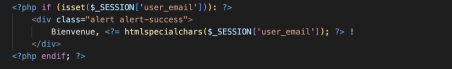 <?php if (isset($_SESSION['user_email'])): ?>
<div class="alert alert-success">
Bienvenue, <?= htmlspecialchars($_SESSION['user_email']); ?> !
</div>
<?php endif; ?>